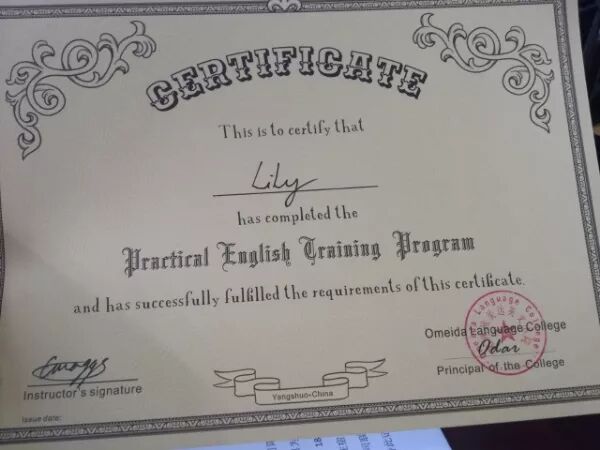 CERTIFICATE
This is to certify that
Lily
has completed the
Practical English Training Program
and has successfully fulfilled the requirements of this certificate.
Omeida Language College
Principal of the College
Instructor's signature
Yangshuo-China
Issue date:
18